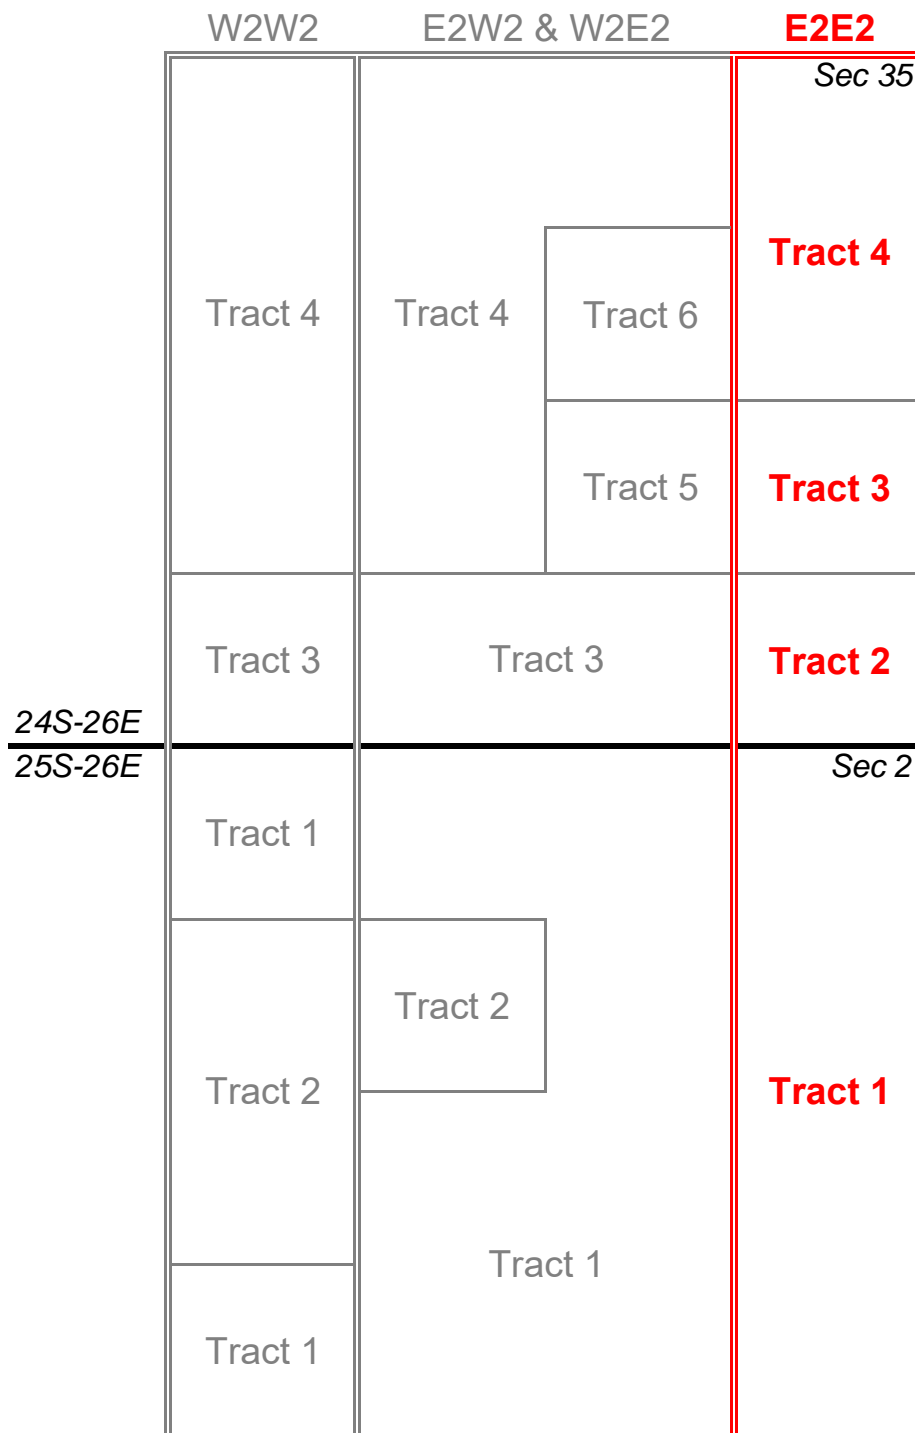 W2W2 E2W2 & W2E2 E2E2
Sec 35
Tract 4
Tract 4 Tract 4 Tract 6
Tract 5 Tract 3
Tract 3 Tract 3 Tract 2
24S-26E
25S-26E Sec 2
Tract 1
Tract 2
Tract 2 Tract 1
Tract 1
Tract 1